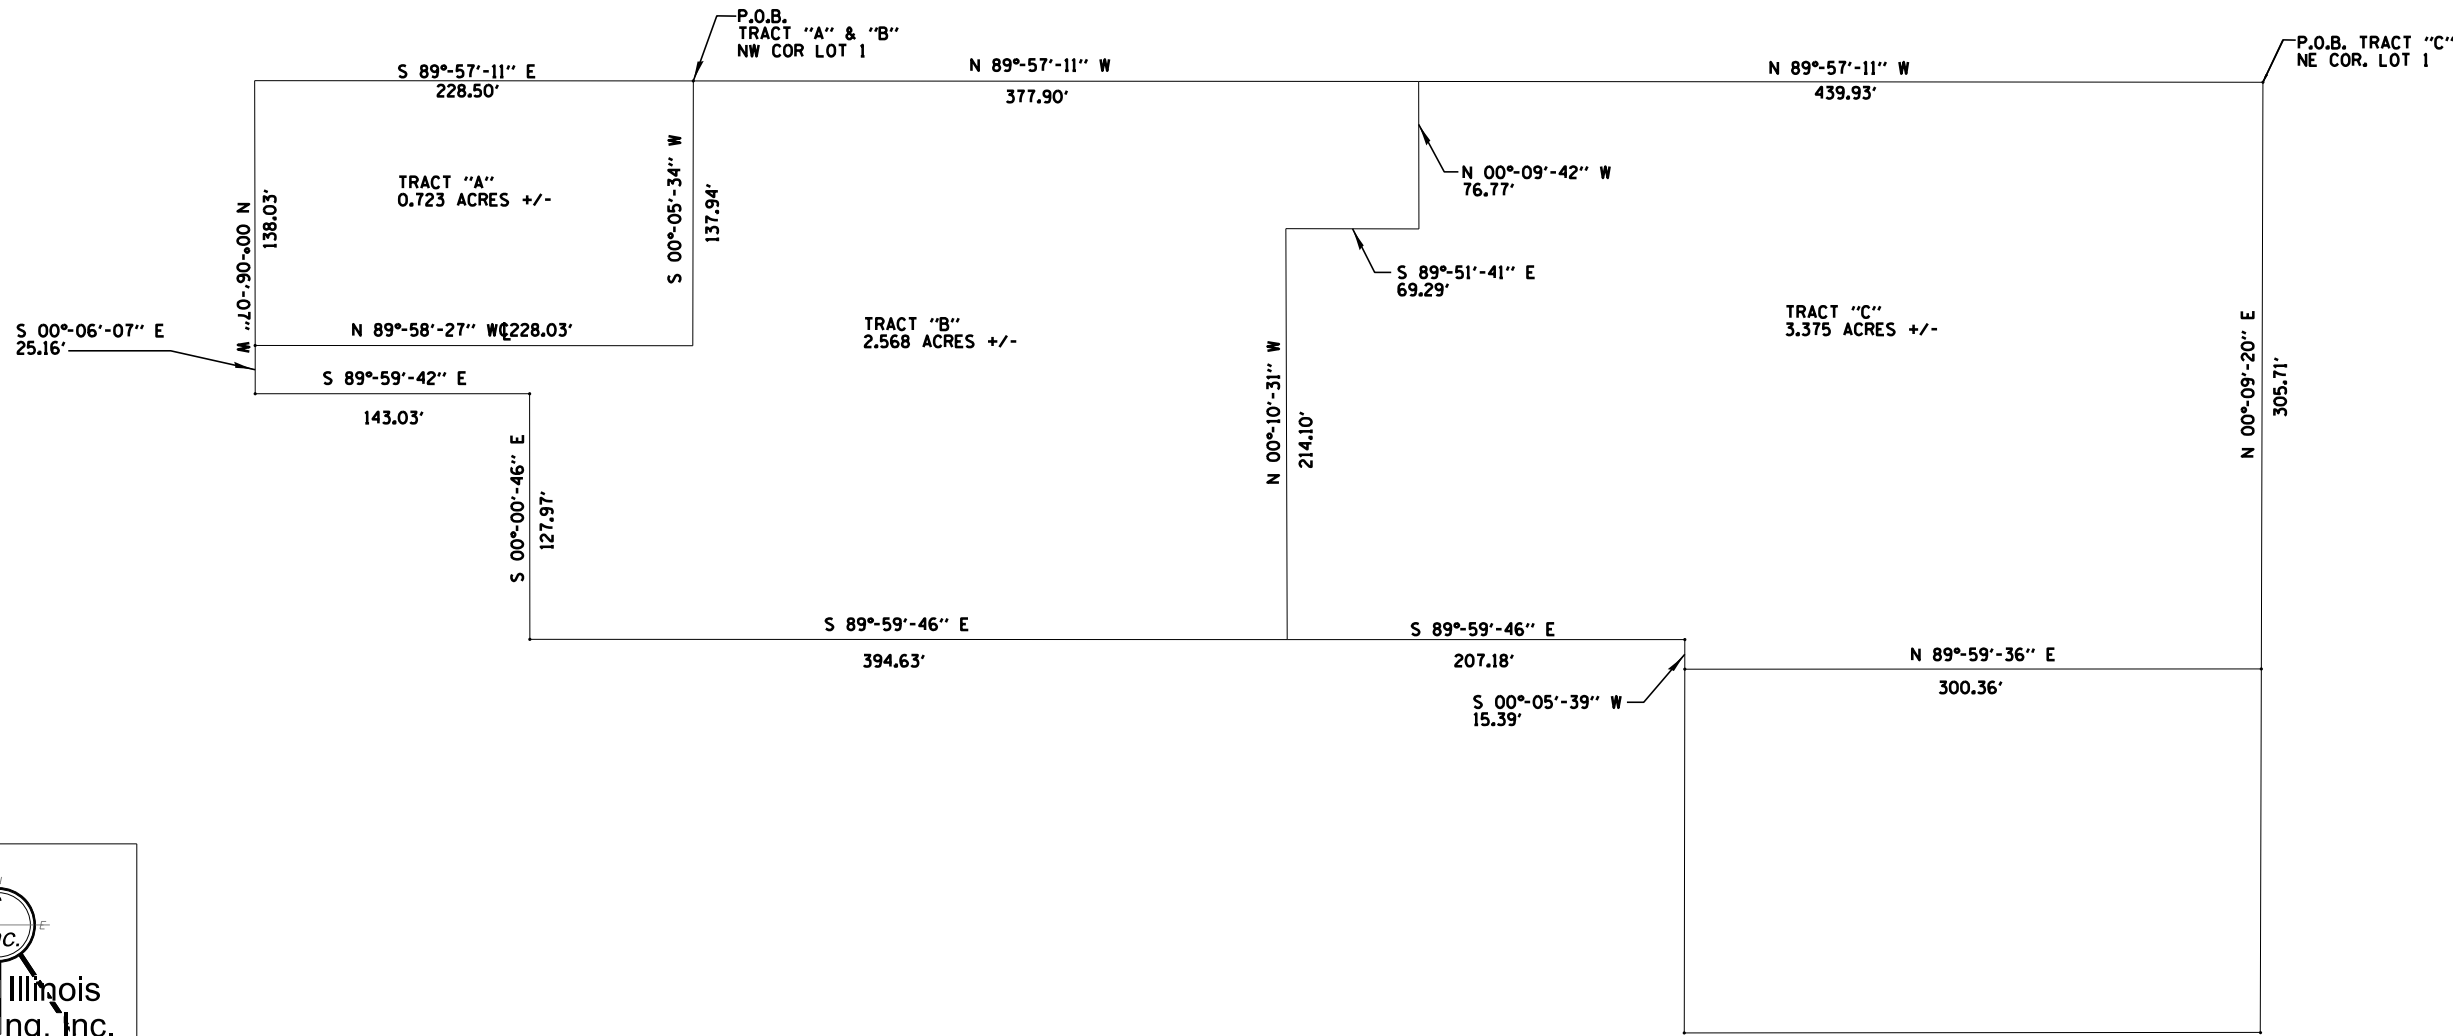 P.O.B.
TRACT "A" & "B"
NW COR LOT 1
P.O.B. TRACT "C"
NE COR. LOT 1
S 89°-57'-11" E
228.50'
N 89°-57'-11" W
377.90'
N 89°-57'-11" W
439.93'
TRACT "A"
0.723 ACRES +/-
N 00°-06'-07" W
138.03'
S 00°-05'-34" W
137.94'
N 00°-09'-42" W
76.77'
S 89°-51'-41" E
69.29'
S 00°-06'-07" E
25.16'
N 89°-58'-27" W℄228.03'
TRACT "B"
2.568 ACRES +/-
TRACT "C"
3.375 ACRES +/-
S 89°-59'-42" E
143.03'
S 00°-00'-46" E
127.97'
N 00°-10'-31" W
214.10'
N 00°-09'-20" E
305.71'
S 89°-59'-46" E
394.63'
S 89°-59'-46" E
207.18'
N 89°-59'-36" E
300.36'
S 00°-05'-39" W
15.39'
E
C.
Illinois
ng, Inc.